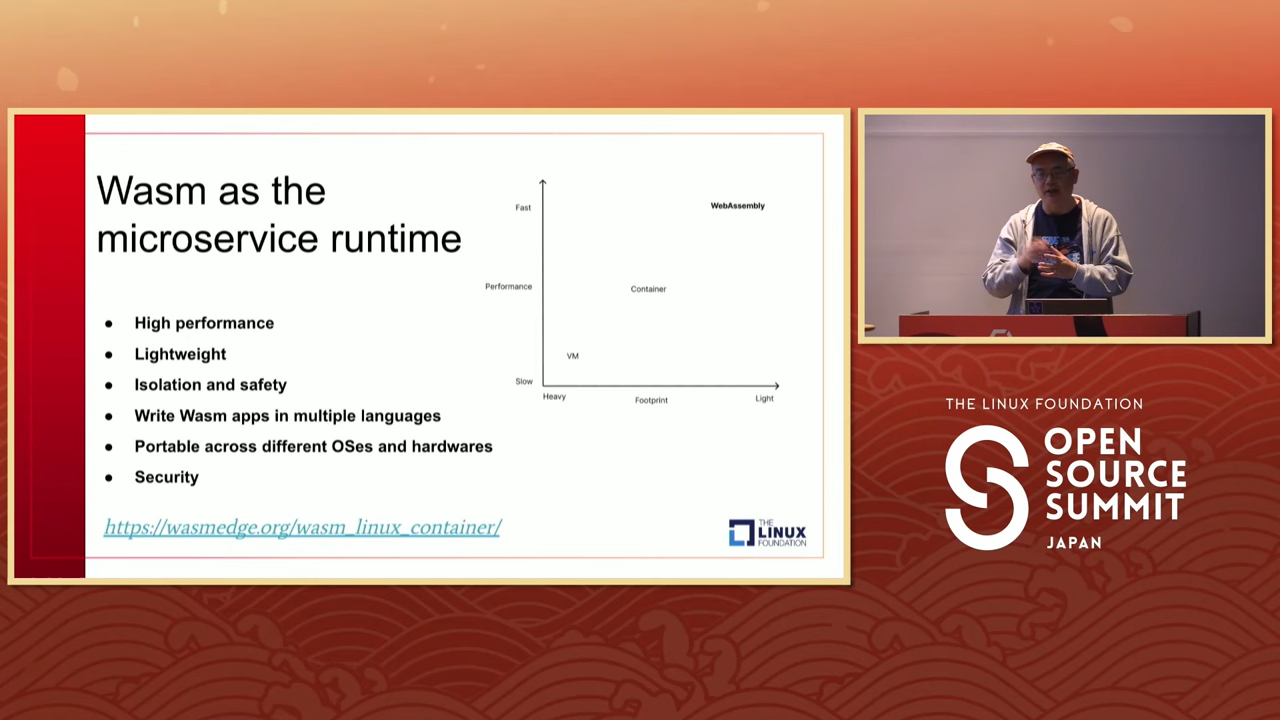 Wasm as the
microservice runtime
● High performance
● Lightweight
● Isolation and safety
● Write Wasm apps in multiple languages
● Portable across different OSes and hardwares
● Security
https://wasmedge.org/wasm_linux_container/
Fast
WebAssembly
Performance
Container
VM
Slow
Heavy
Footprint
Light
THE
LINUX
FOUNDATION
THE LINUX FOUNDATION
OPEN
SOURCE
SUMMIT
JAPAN